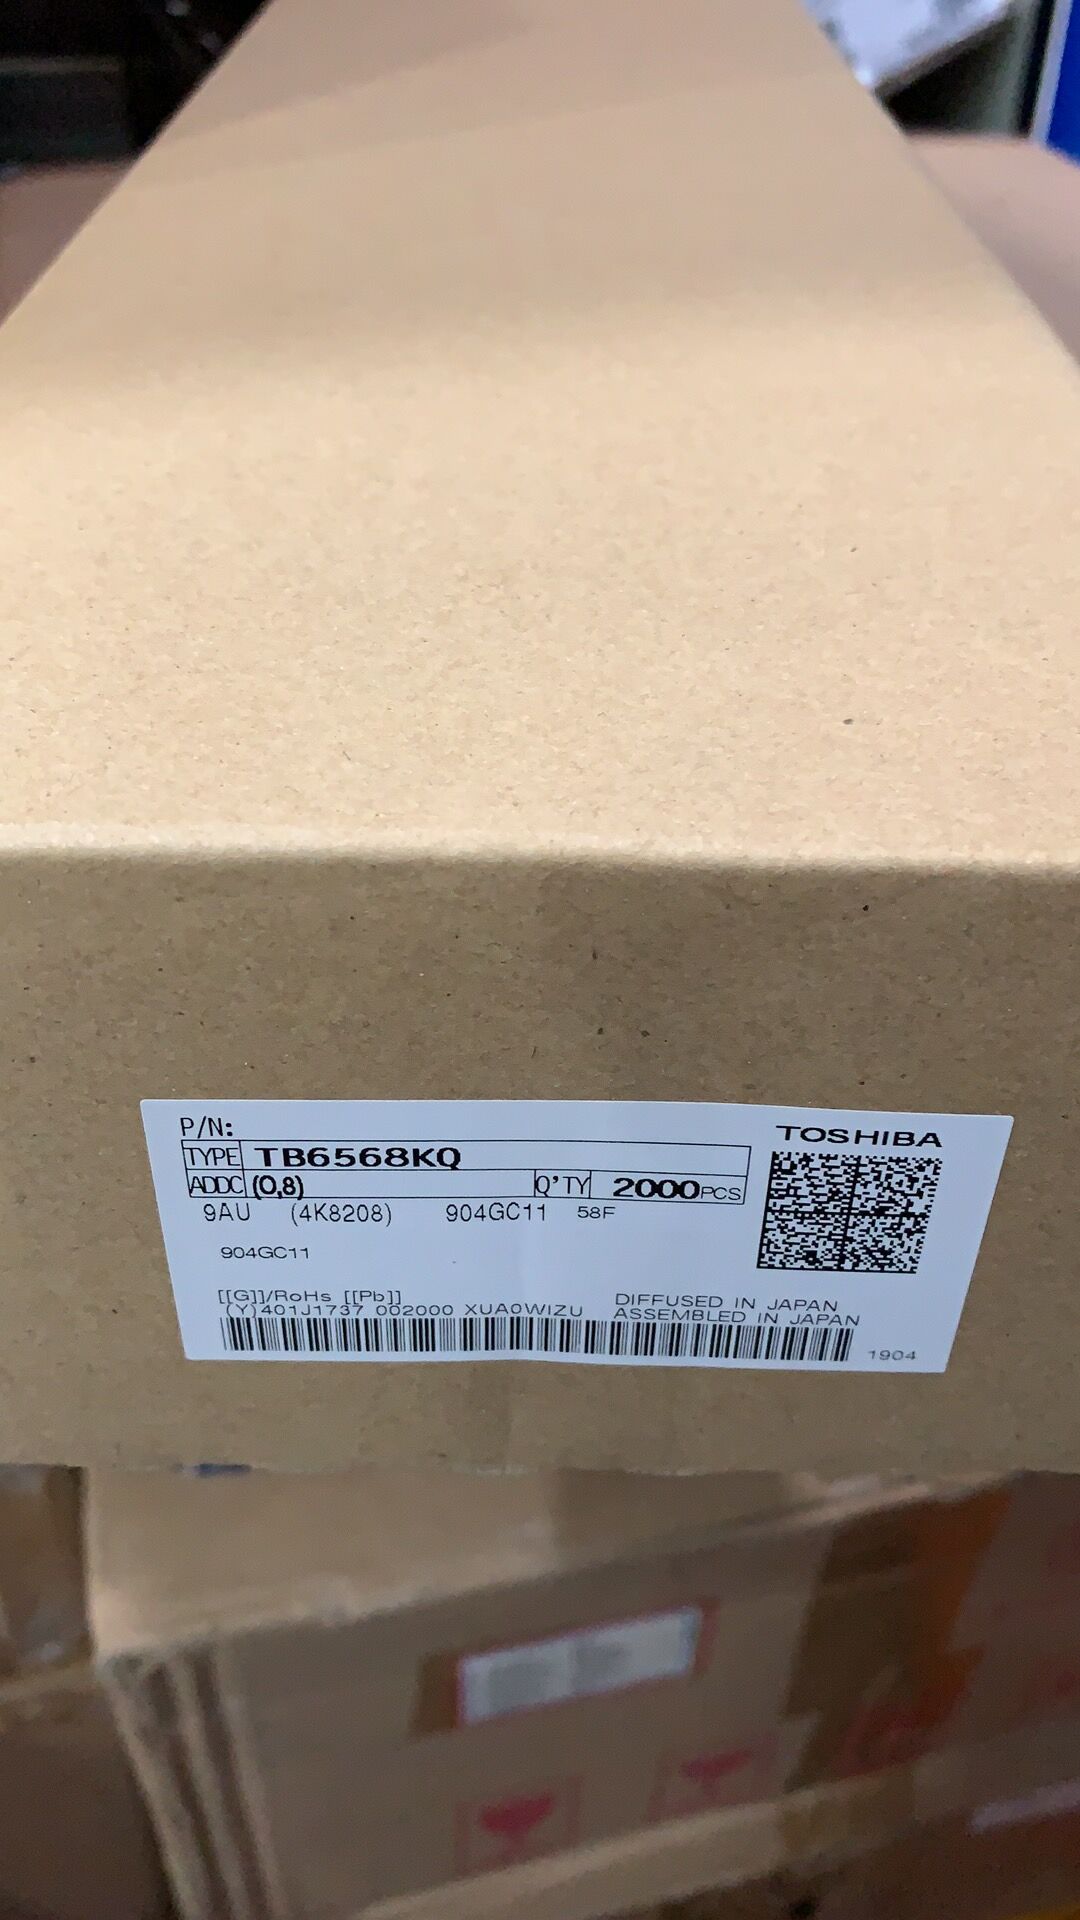 P/N:
TOSHIBA
TYPE TB6568KQ
ADDC (O,8) Q'TY 2000PCS
9AU (4K8208) 904GC11 58F
904GC11
[[G]]/RoHs [[Pb]]
(Y)401J1737 002000 XUA0WIZU
DIFFUSED IN JAPAN
ASSEMBLED IN JAPAN
1904